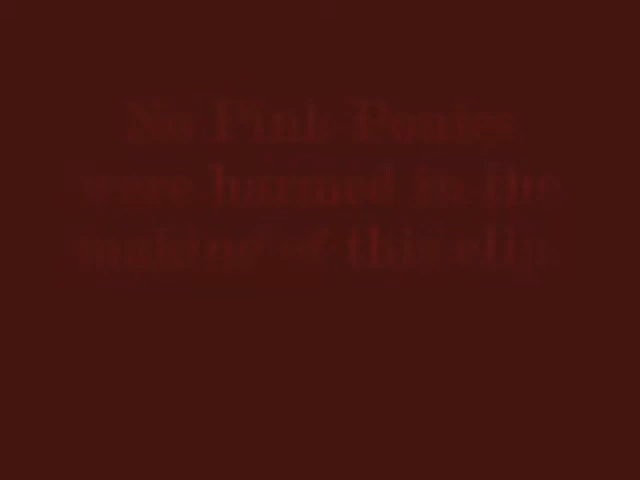 No Pink Ponies
were harmed in the
making of this clip.